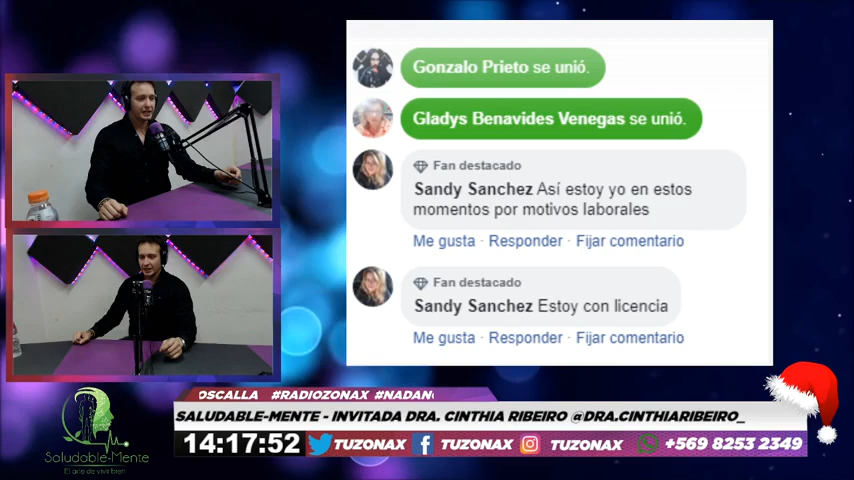 Gonzalo Prieto se unió.
Gladys Benavides Venegas se unió.
Fan destacado
Sandy Sanchez Así estoy yo en estos
momentos por motivos laborales
Me gusta · Responder · Fijar comentario
Fan destacado
Sandy Sanchez Estoy con licencia
Me gusta · Responder · Fijar comentario
OSCALLA #RADIOZONAX #NADAN
SALUDABLE-MENTE - INVITADA DRA. CINTHIA RIBEIRO @DRA.CINTHIARIBEIRO_
14:17:52 TUZONAX TUZONAX TUZONAX +569 8253 2349
Saludable-Mente
El arte de vivir bien